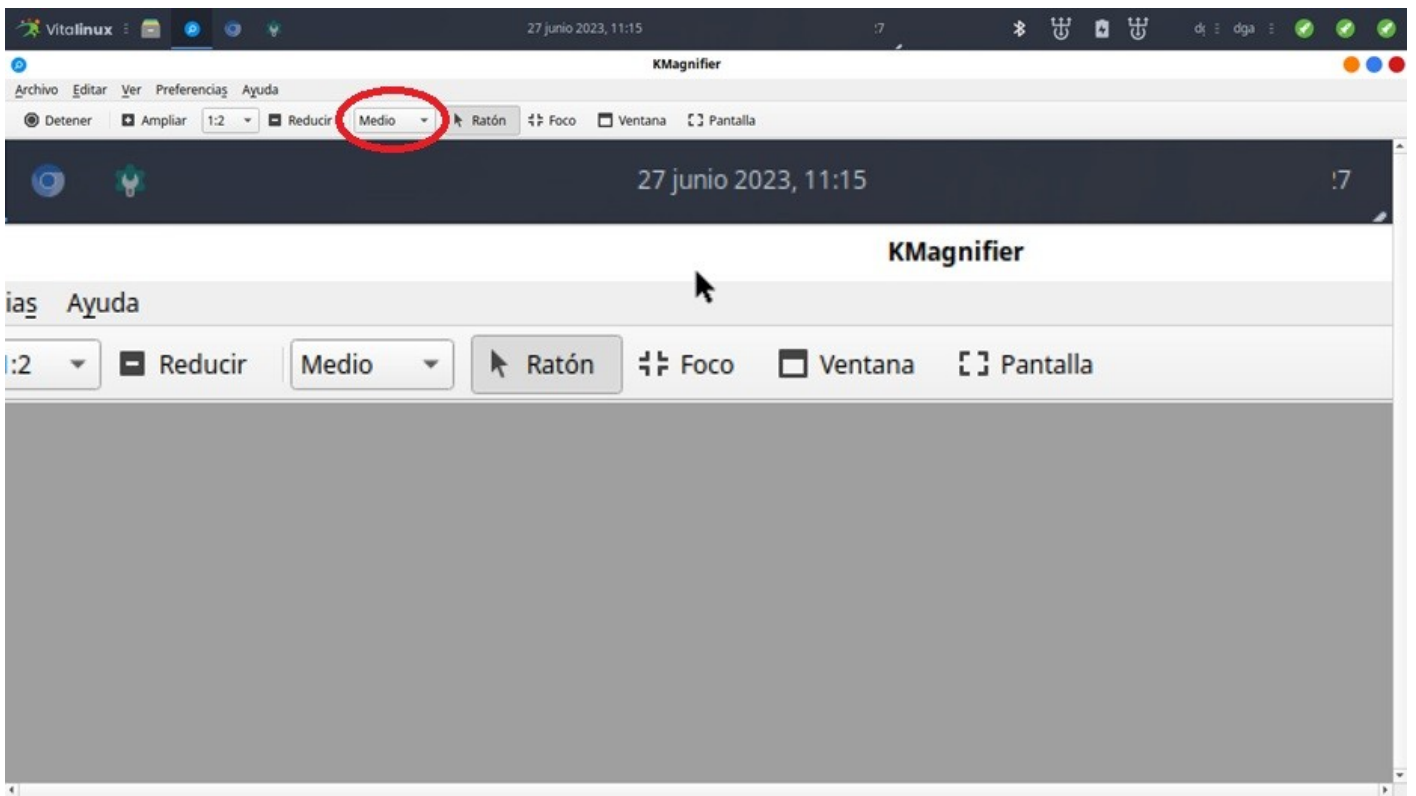 Vitalinux 27 junio 2023, 11:15 :7 dga
KMagnifier
Archivo Editar Ver Preferencias Ayuda
Detener Ampliar 1:2 Reducir Medio Ratón Foco Ventana Pantalla
27 junio 2023, 11:15 :7
KMagnifier
ias Ayuda
:2 Reducir Medio Ratón Foco Ventana Pantalla